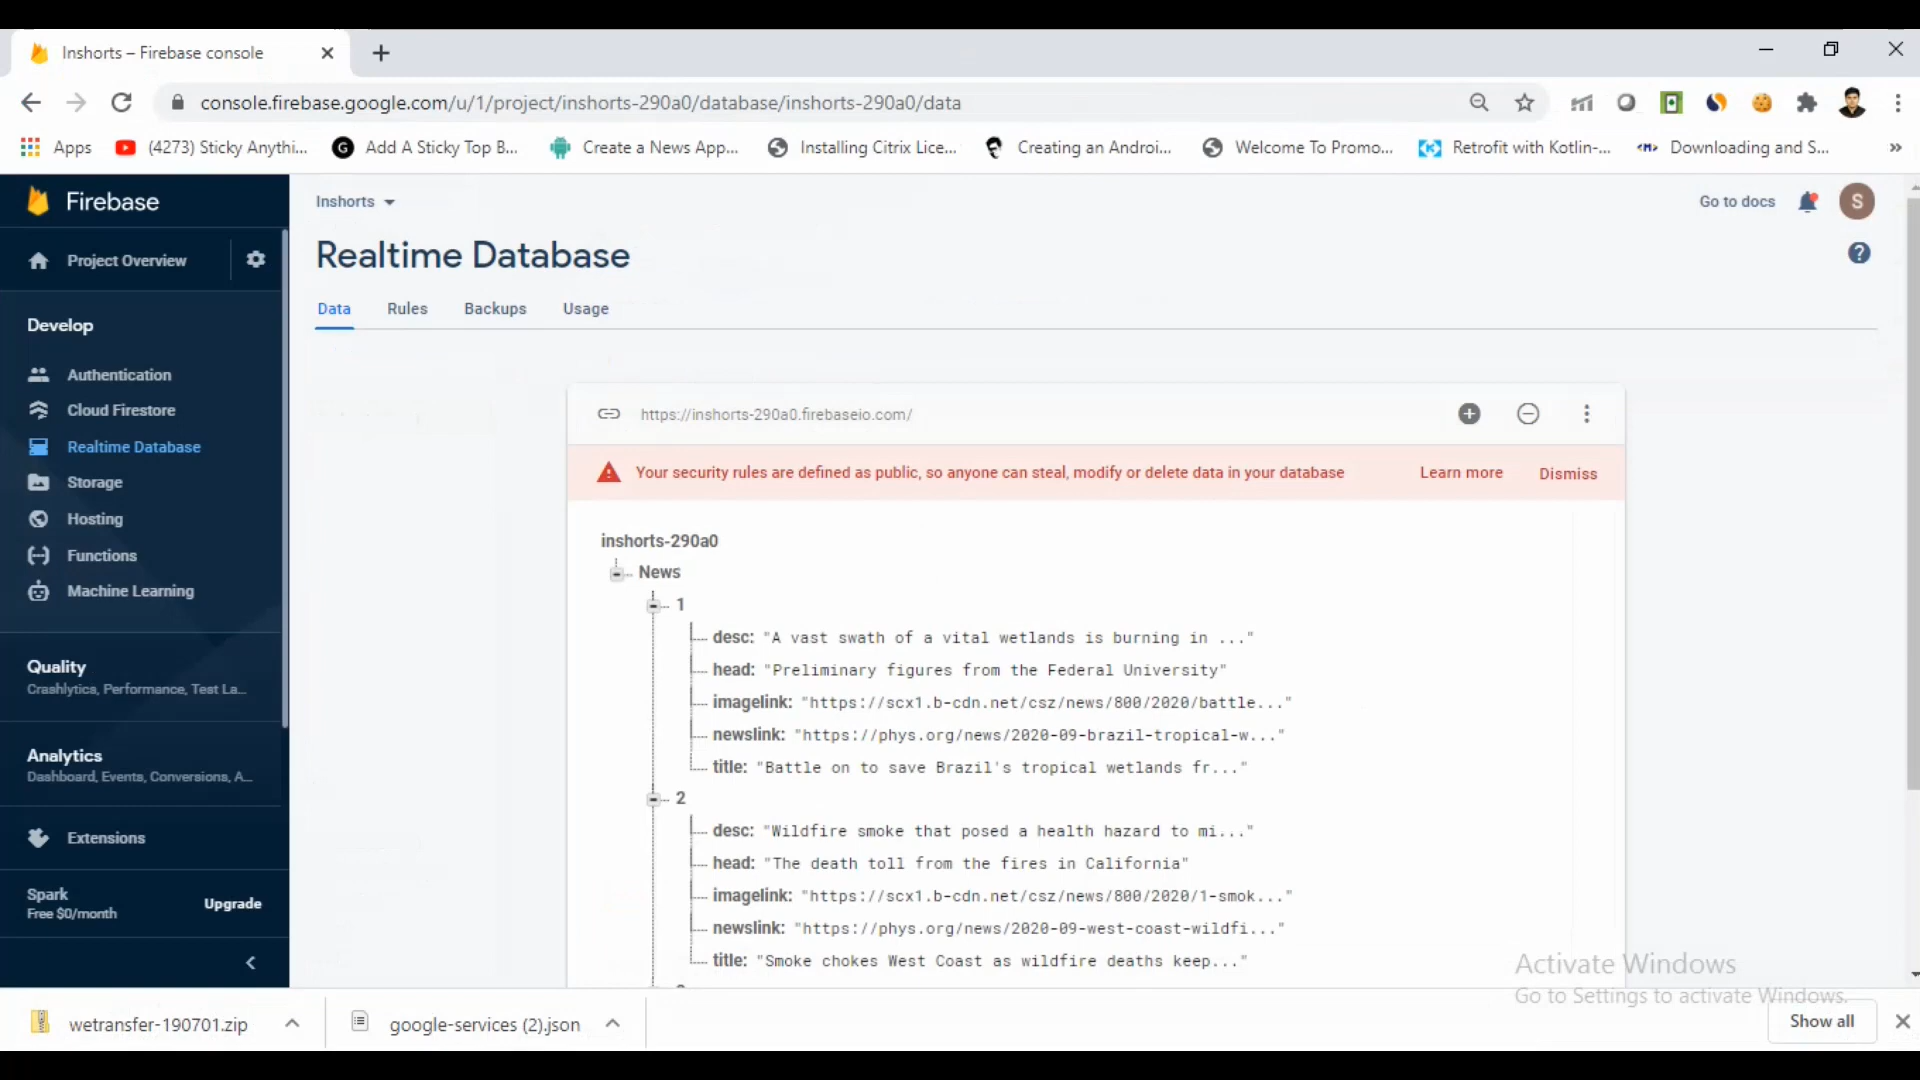 Inshorts – Firebase console
console.firebase.google.com/u/1/project/inshorts-290a0/database/inshorts-290a0/data
Apps
(4273) Sticky Anythi...
Add A Sticky Top B...
Create a News App...
Installing Citrix Lice...
Creating an Androi...
Welcome To Promo...
Retrofit with Kotlin-...
Downloading and S...
»
Firebase
Inshorts
Go to docs
S
Project Overview
Realtime Database
?
Data
Rules
Backups
Usage
Develop
Authentication
Cloud Firestore
Realtime Database
Storage
Hosting
Functions
Machine Learning
Quality
Crashlytics, Performance, Test La...
Analytics
Dashboard, Events, Conversions, A...
Extensions
Spark
Free $0/month
Upgrade
https://inshorts-290a0.firebaseio.com/
Your security rules are defined as public, so anyone can steal, modify or delete data in your database
Learn more
Dismiss
inshorts-290a0
News
1
desc: "A vast swath of a vital wetlands is burning in ..."
head: "Preliminary figures from the Federal University"
imagelink: "https://scx1.b-cdn.net/csz/news/800/2020/battle..."
newslink: "https://phys.org/news/2020-09-brazil-tropical-w..."
title: "Battle on to save Brazil's tropical wetlands fr..."
2
desc: "Wildfire smoke that posed a health hazard to mi..."
head: "The death toll from the fires in California"
imagelink: "https://scx1.b-cdn.net/csz/news/800/2020/1-smok..."
newslink: "https://phys.org/news/2020-09-west-coast-wildfi..."
title: "Smoke chokes West Coast as wildfire deaths keep..."
Activate Windows
Go to Settings to activate Windows.
wetransfer-190701.zip
google-services (2).json
Show all